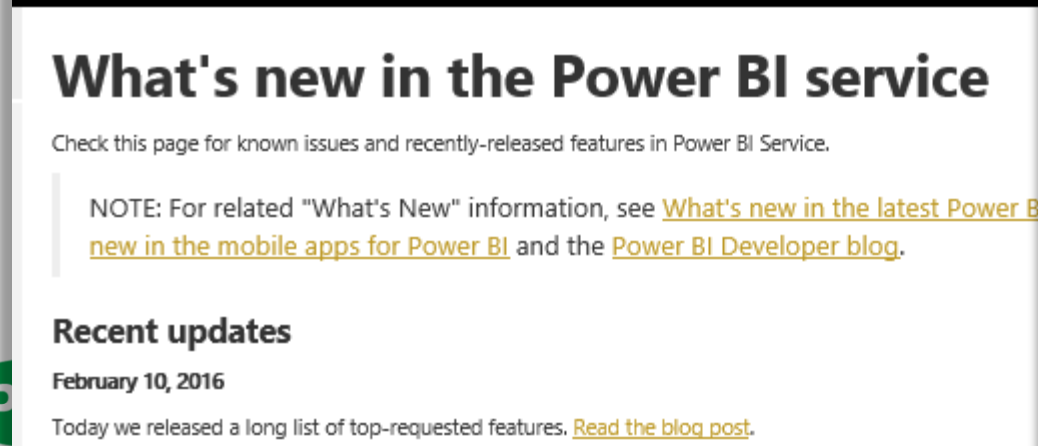 What's new in the Power BI service
Check this page for known issues and recently-released features in Power BI Service.
NOTE: For related "What's New" information, see What's new in the latest Power
new in the mobile apps for Power BI and the Power BI Developer blog.
Recent updates
February 10, 2016
Today we released a long list of top-requested features. Read the blog post.